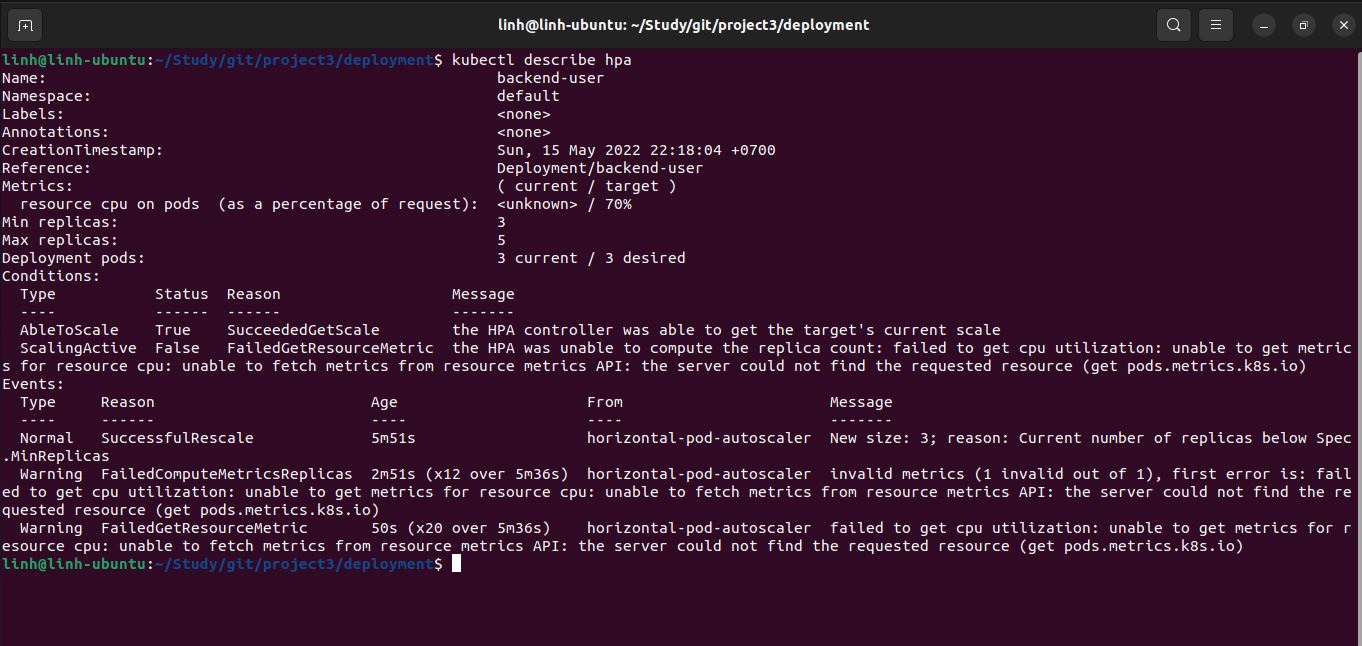 linh@linh-ubuntu: ~/Study/git/project3/deployment
linh@linh-ubuntu:~/Study/git/project3/deployment$ kubectl describe hpa
Name:                                                  backend-user
Namespace:                                             default
Labels:                                                <none>
Annotations:                                           <none>
CreationTimestamp:                                     Sun, 15 May 2022 22:18:04 +0700
Reference:                                             Deployment/backend-user
Metrics:                                               ( current / target )
  resource cpu on pods  (as a percentage of request):  <unknown> / 70%
Min replicas:                                          3
Max replicas:                                          5
Deployment pods:                                       3 current / 3 desired
Conditions:
  Type           Status  Reason                   Message
  ----           ------  ------                   -------
  AbleToScale    True    SucceededGetScale        the HPA controller was able to get the target's current scale
  ScalingActive  False   FailedGetResourceMetric  the HPA was unable to compute the replica count: failed to get cpu utilization: unable to get metric
s for resource cpu: unable to fetch metrics from resource metrics API: the server could not find the requested resource (get pods.metrics.k8s.io)
Events:
  Type     Reason                        Age                     From                       Message
  ----     ------                        ----                    ----                       -------
  Normal   SuccessfulRescale             5m51s                   horizontal-pod-autoscaler  New size: 3; reason: Current number of replicas below Spec
.MinReplicas
  Warning  FailedComputeMetricsReplicas  2m51s (x12 over 5m36s)  horizontal-pod-autoscaler  invalid metrics (1 invalid out of 1), first error is: fail
ed to get cpu utilization: unable to get metrics for resource cpu: unable to fetch metrics from resource metrics API: the server could not find the re
quested resource (get pods.metrics.k8s.io)
  Warning  FailedGetResourceMetric       50s (x20 over 5m36s)    horizontal-pod-autoscaler  failed to get cpu utilization: unable to get metrics for r
esource cpu: unable to fetch metrics from resource metrics API: the server could not find the requested resource (get pods.metrics.k8s.io)
linh@linh-ubuntu:~/Study/git/project3/deployment$